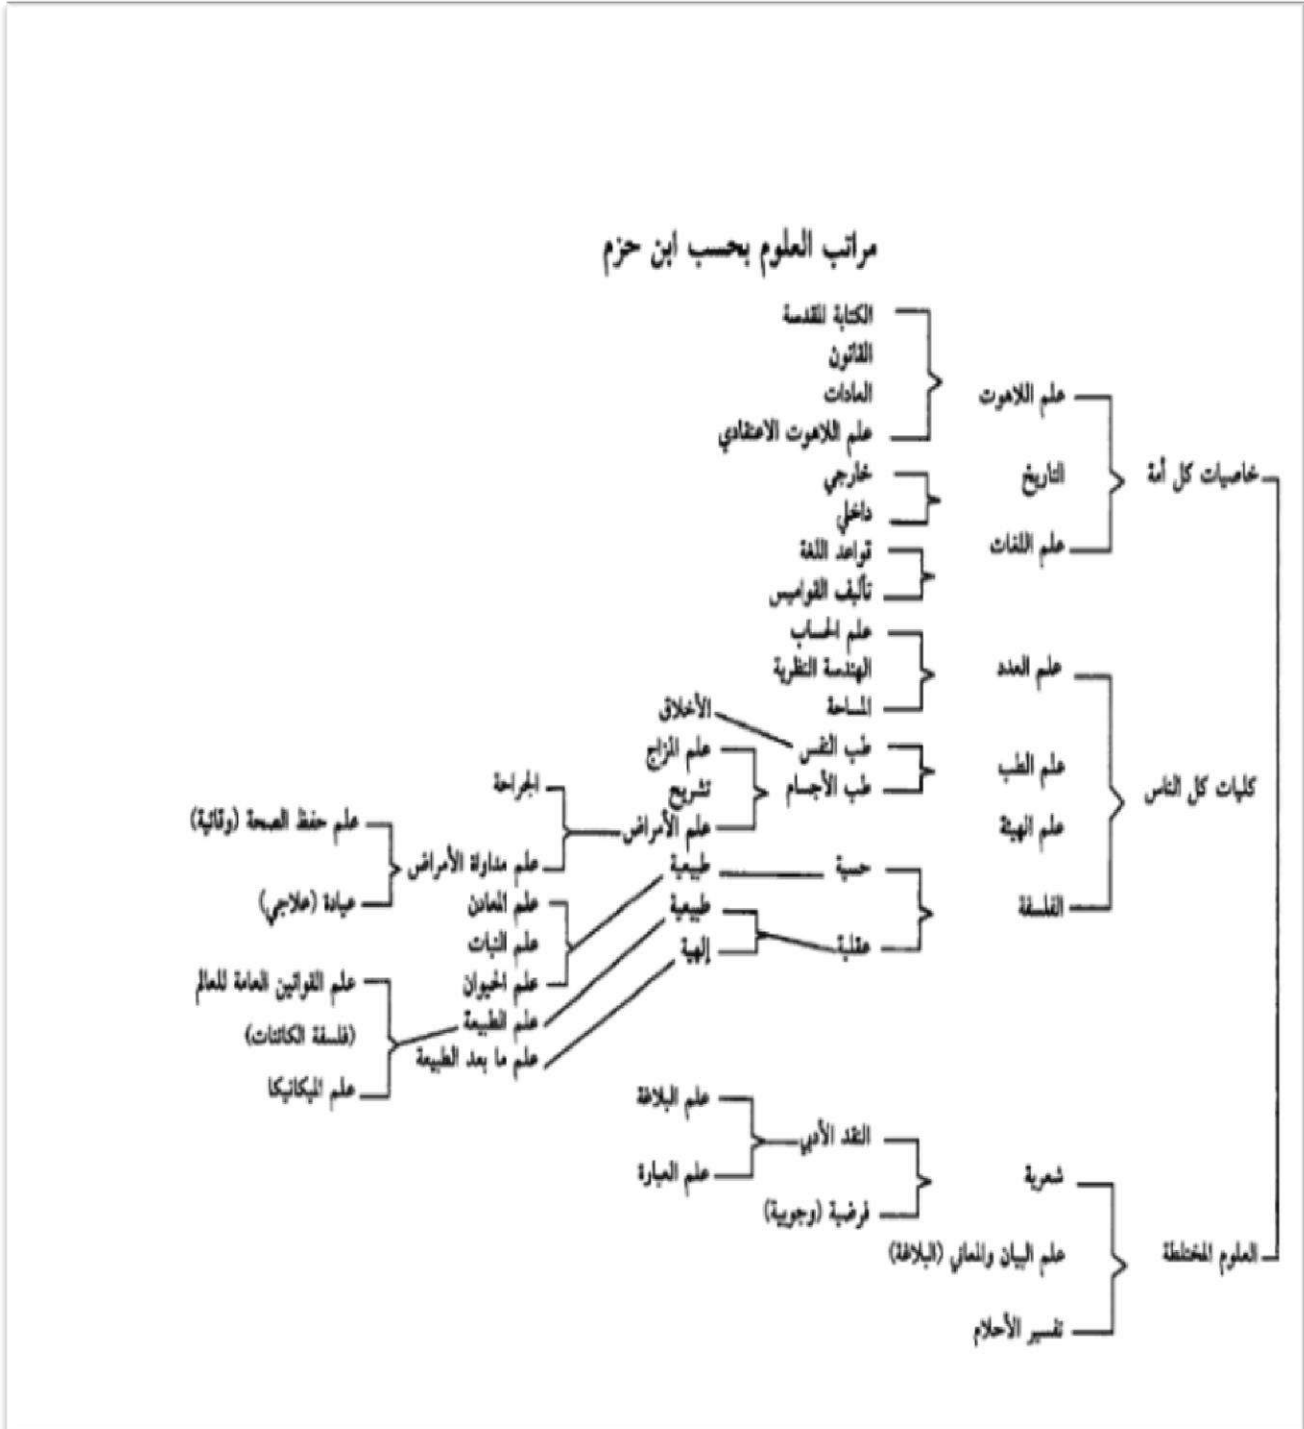 مراتب العلوم بحسب ابن حزم
خاصيات كل أمة
علم اللاهوت
الكتابة المقدسة
القانون
العادات
علم اللاهوت الاعتقادي
التاريخ
خارجي
داخلي
علم اللغات
قواعد اللغة
تأليف القواميس
كليات كل الناس
علم العدد
علم الحساب
الهندسة النظرية
المساحة
علم الطب
طب النفس
الأخلاق
طب الأجسام
علم المزاج
تشريح
علم الأمراض
الجراحة
علم مداواة الأمراض
علم حفظ الصحة (وقائية)
عيادة (علاجي)
علم الهيئة
الفلسفة
حسية
طبيعية
علم المعادن
علم النبات
علم الحيوان
عقلية
طبيعية
علم الطبيعة
علم القوانين العامة للعالم
(فلسفة الكائنات)
علم الميكانيكا
إلهية
علم ما بعد الطبيعة
العلوم المختلطة
شعرية
النقد الأدبي
علم البلاغة
علم العبارة
فرضية (وجوبية)
علم البيان والمعاني (البلاغة)
تفسير الأحلام